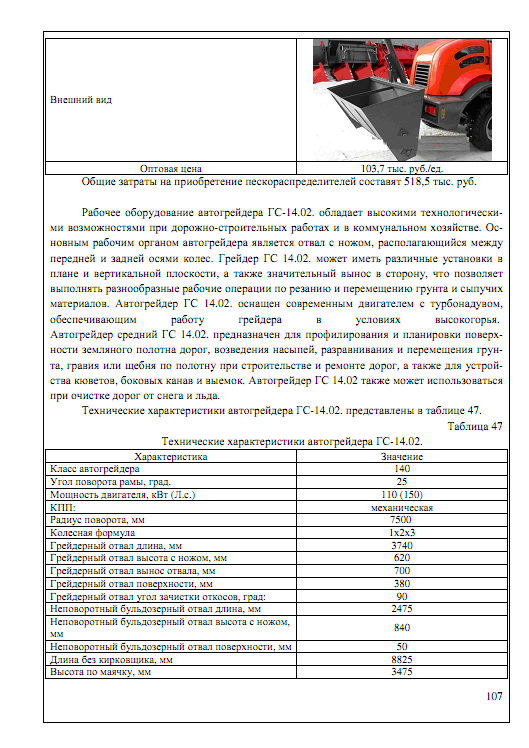 Внешний вид
Оптовая цена 103,7 тыс. руб./ед.
Общие затраты на приобретение пескораспределителей составят 518,5 тыс. руб.
Рабочее оборудование автогрейдера ГС-14.02. обладает высокими технологически-
ми возможностями при дорожно-строительных работах и в коммунальном хозяйстве. Ос-
новным рабочим органом автогрейдера является отвал с ножом, располагающийся между
передней и задней осями колес. Грейдер ГС 14.02. может иметь различные установки в
плане и вертикальной плоскости, а также значительный вынос в сторону, что позволяет
выполнять разнообразные рабочие операции по резанию и перемещению грунта и сыпучих
материалов. Автогрейдер ГС 14.02. оснащен современным двигателем с турбонадувом,
обеспечивающим работу грейдера в условиях высокогорья.
Автогрейдер средний ГС 14.02. предназначен для профилирования и планировки поверх-
ности земляного полотна дорог, возведения насыпей, разравнивания и перемещения грун-
та, гравия или щебня по полотну при строительстве и ремонте дорог, а также для устрой-
ства кюветов, боковых канав и выемок. Автогрейдер ГС 14.02 также может использоваться
при очистке дорог от снега и льда.
Технические характеристики автогрейдера ГС-14.02. представлены в таблице 47.
Таблица 47
Технические характеристики автогрейдера ГС-14.02.
Характеристика Значение
Класс автогрейдера 140
Угол поворота рамы, град. 25
Мощность двигателя, кВт (Л.с.) 110 (150)
КПП: механическая
Радиус поворота, мм 7500
Колесная формула 1х2х3
Грейдерный отвал длина, мм 3740
Грейдерный отвал высота с ножом, мм 620
Грейдерный отвал вынос отвала, мм 700
Грейдерный отвал поверхности, мм 380
Грейдерный отвал угол зачистки откосов, град: 90
Неповоротный бульдозерный отвал длина, мм 2475
Неповоротный бульдозерный отвал высота с ножом,
мм 840
Неповоротный бульдозерный отвал поверхности, мм 50
Длина без кирковщика, мм 8825
Высота по маячку, мм 3475
107